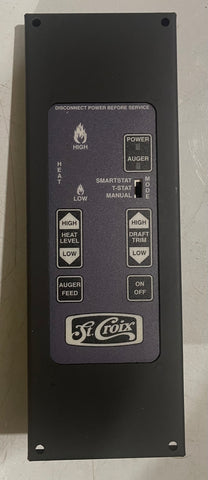 DISCONNECT POWER BEFORE SERVICE
HIGH
POWER
AUGER
HEAT
LOW
SMARTSTAT
T-STAT
MANUAL
MODE
HIGH
HEAT
LEVEL
LOW
HIGH
DRAFT
TRIM
LOW
AUGER
FEED
ON
OFF
St. Croix